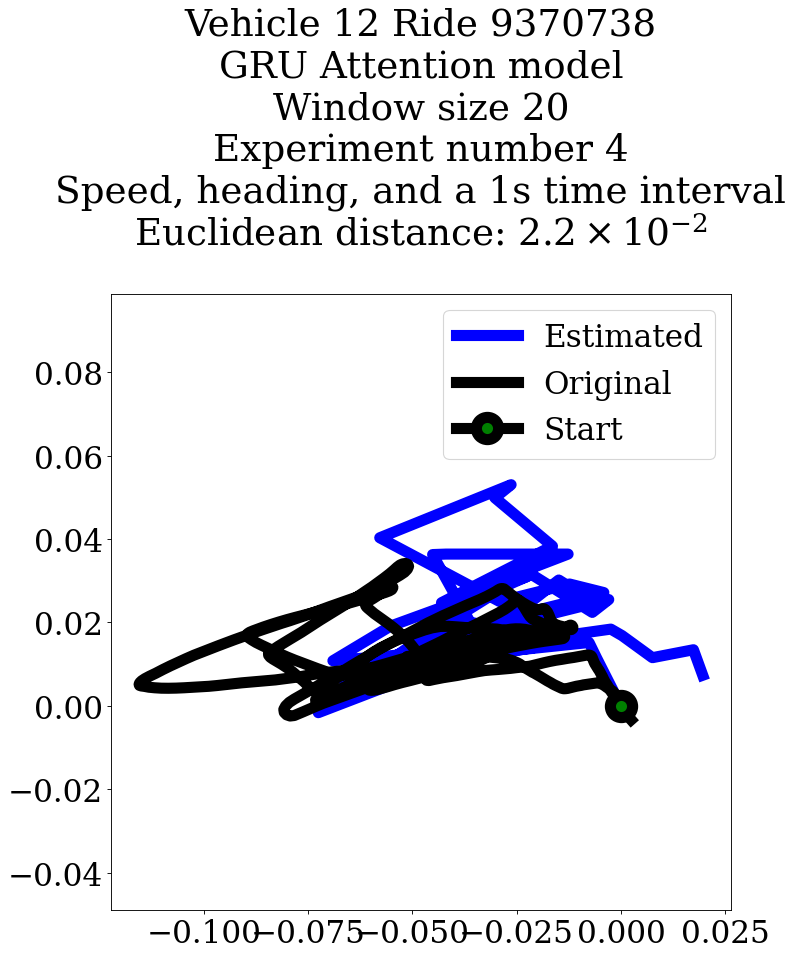 Vehicle 12 Ride 9370738
GRU Attention model
Window size 20
Experiment number 4
Speed, heading, and a 1s time interval
Euclidean distance: 2.2 × 10⁻²
Estimated
Original
Start
0.08
0.06
0.04
0.02
0.00
−0.02
−0.04
−0.100 −0.075 −0.050 −0.025 0.000 0.025